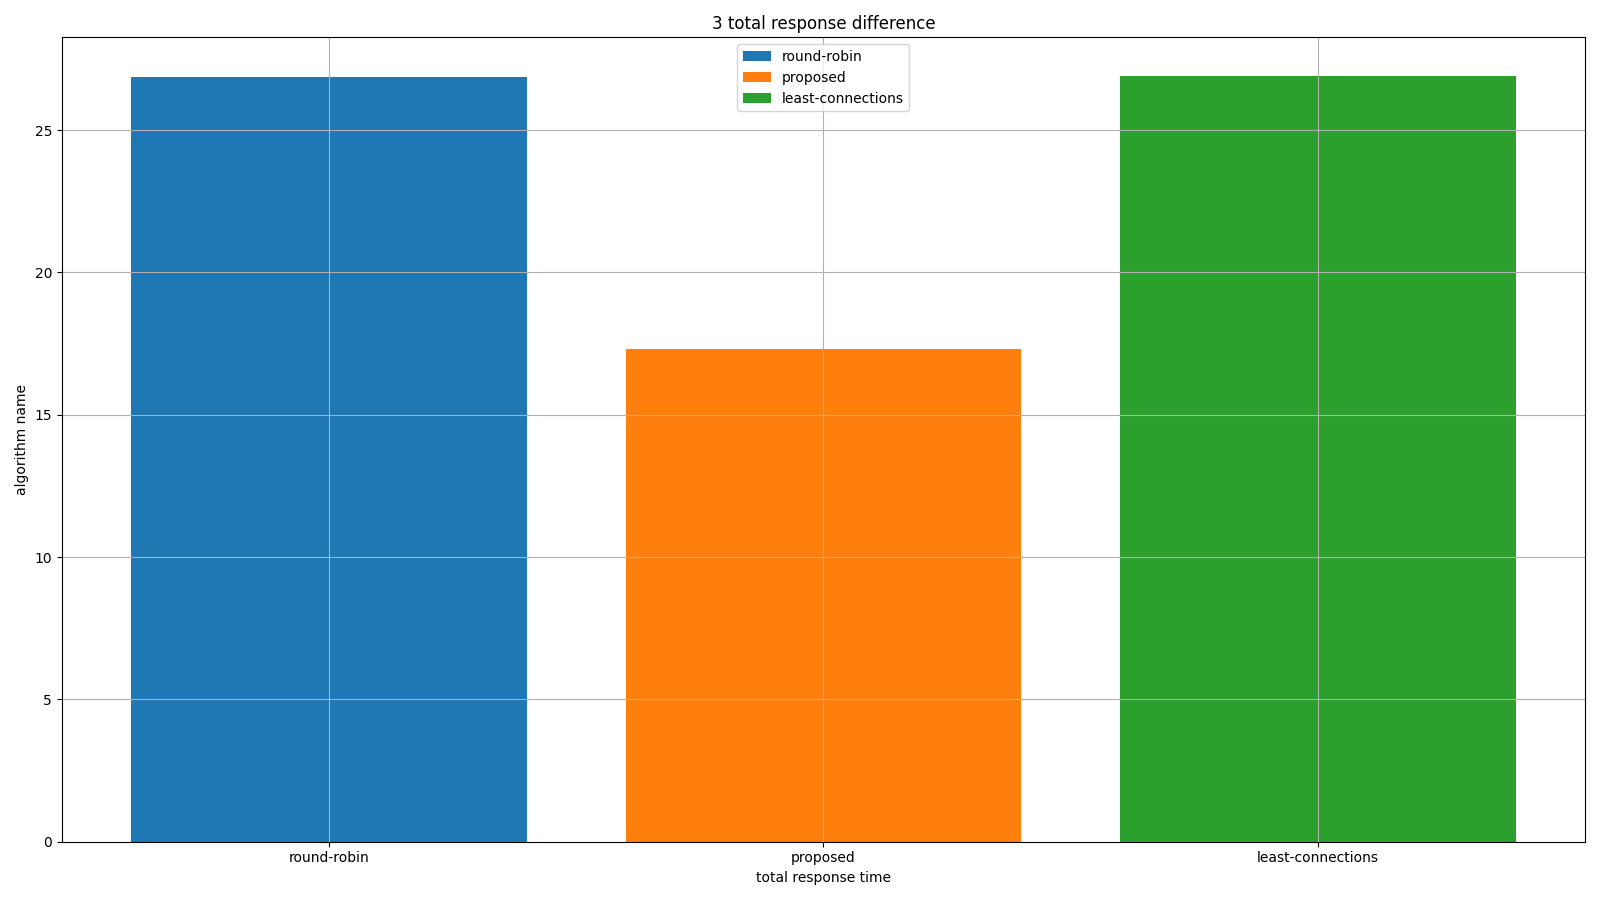 3 total response difference
round-robin
proposed
least-connections
25
20
15
10
5
0
algorithm name
round-robin
proposed
least-connections
total response time